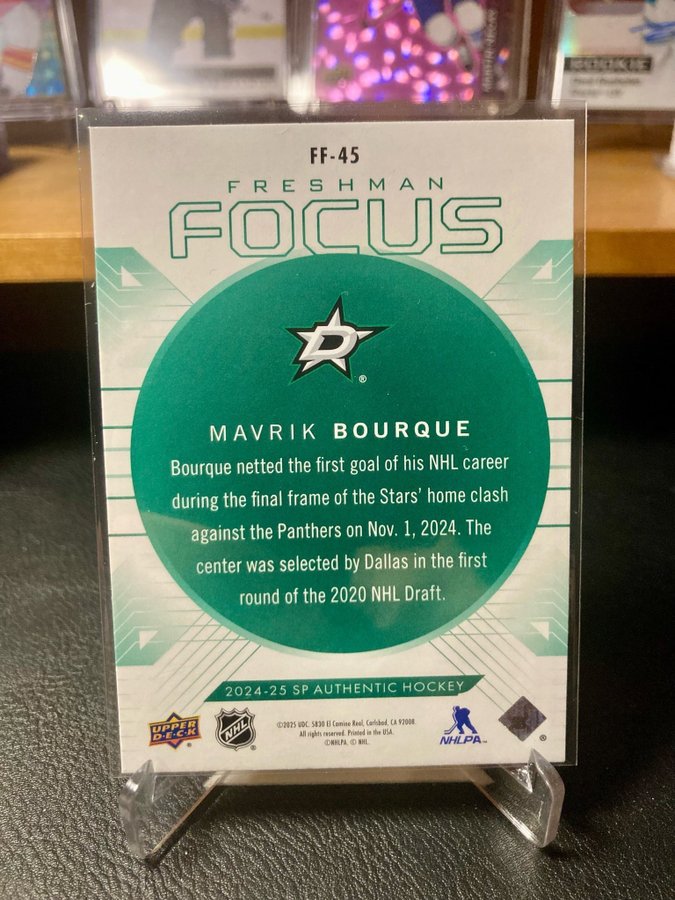 ROOKIE
FF-45
FRESHMAN
FOCUS
D
®
MAVRIK BOURQUE
Bourque netted the first goal of his NHL career
during the final frame of the Stars' home clash
against the Panthers on Nov. 1, 2024. The
center was selected by Dallas in the first
round of the 2020 NHL Draft.
2024-25 SP AUTHENTIC HOCKEY
UPPER
D·E·C·K
NHL
©2025 UDC. 5830 El Camino Real, Carlsbad, CA 92008.
All rights reserved. Printed in the USA.
©NHLPA. © NHL.
NHLPA
®